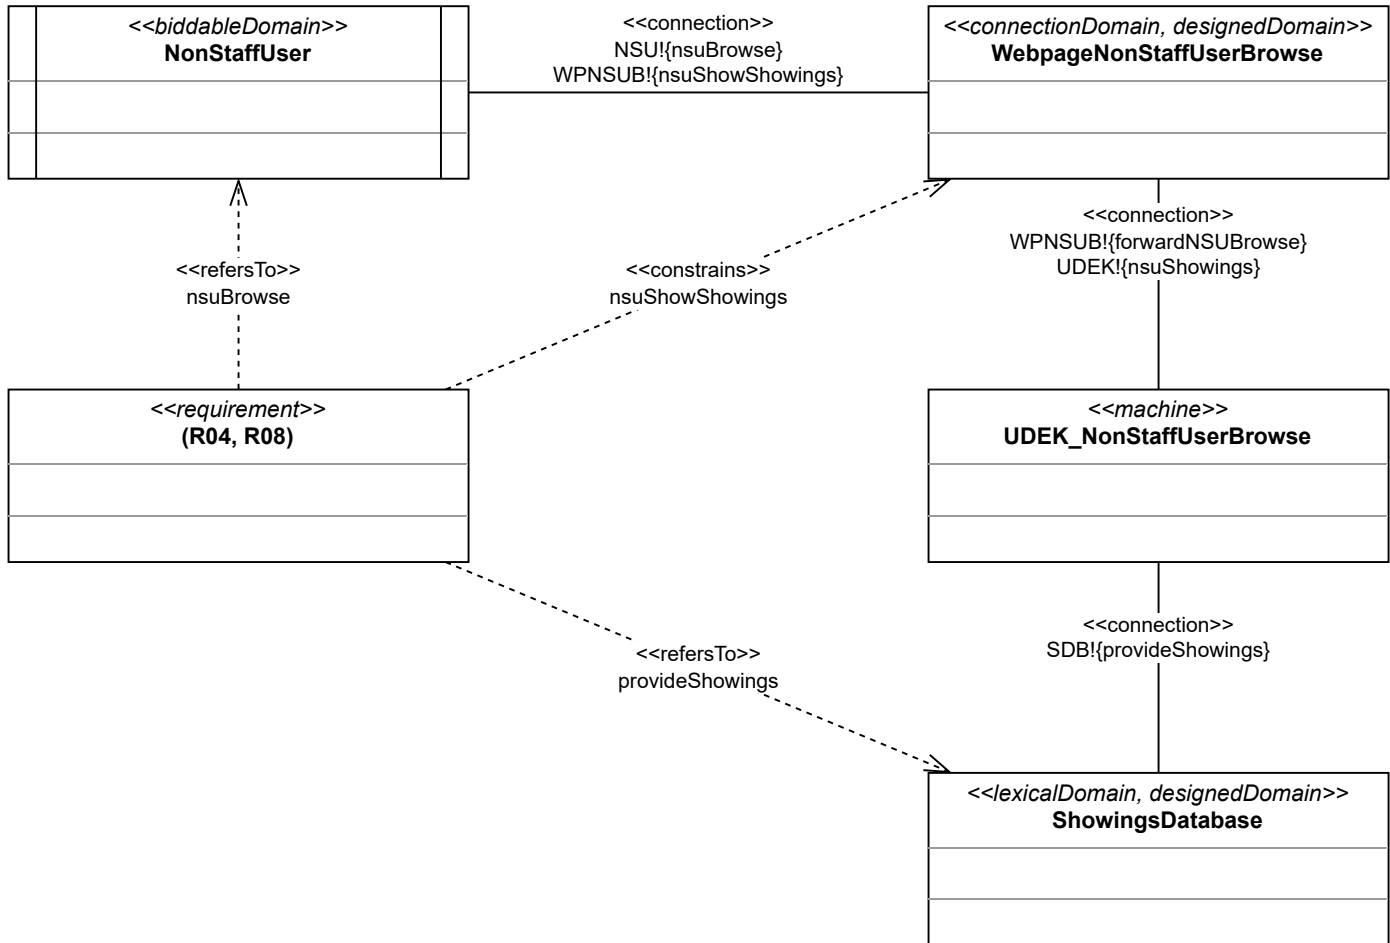 <<biddableDomain>>
NonStaffUser
<<connection>>
NSU!{nsuBrowse}
WPNSUB!{nsuShowShowings}
<<connectionDomain, designedDomain>>
WebpageNonStaffUserBrowse
<<refersTo>>
nsuBrowse
<<constrains>>
nsuShowShowings
<<connection>>
WPNSUB!{forwardNSUBrowse}
UDEK!{nsuShowings}
<<requirement>>
(R04, R08)
<<machine>>
UDEK_NonStaffUserBrowse
<<refersTo>>
provideShowings
<<connection>>
SDB!{provideShowings}
<<lexicalDomain, designedDomain>>
ShowingsDatabase